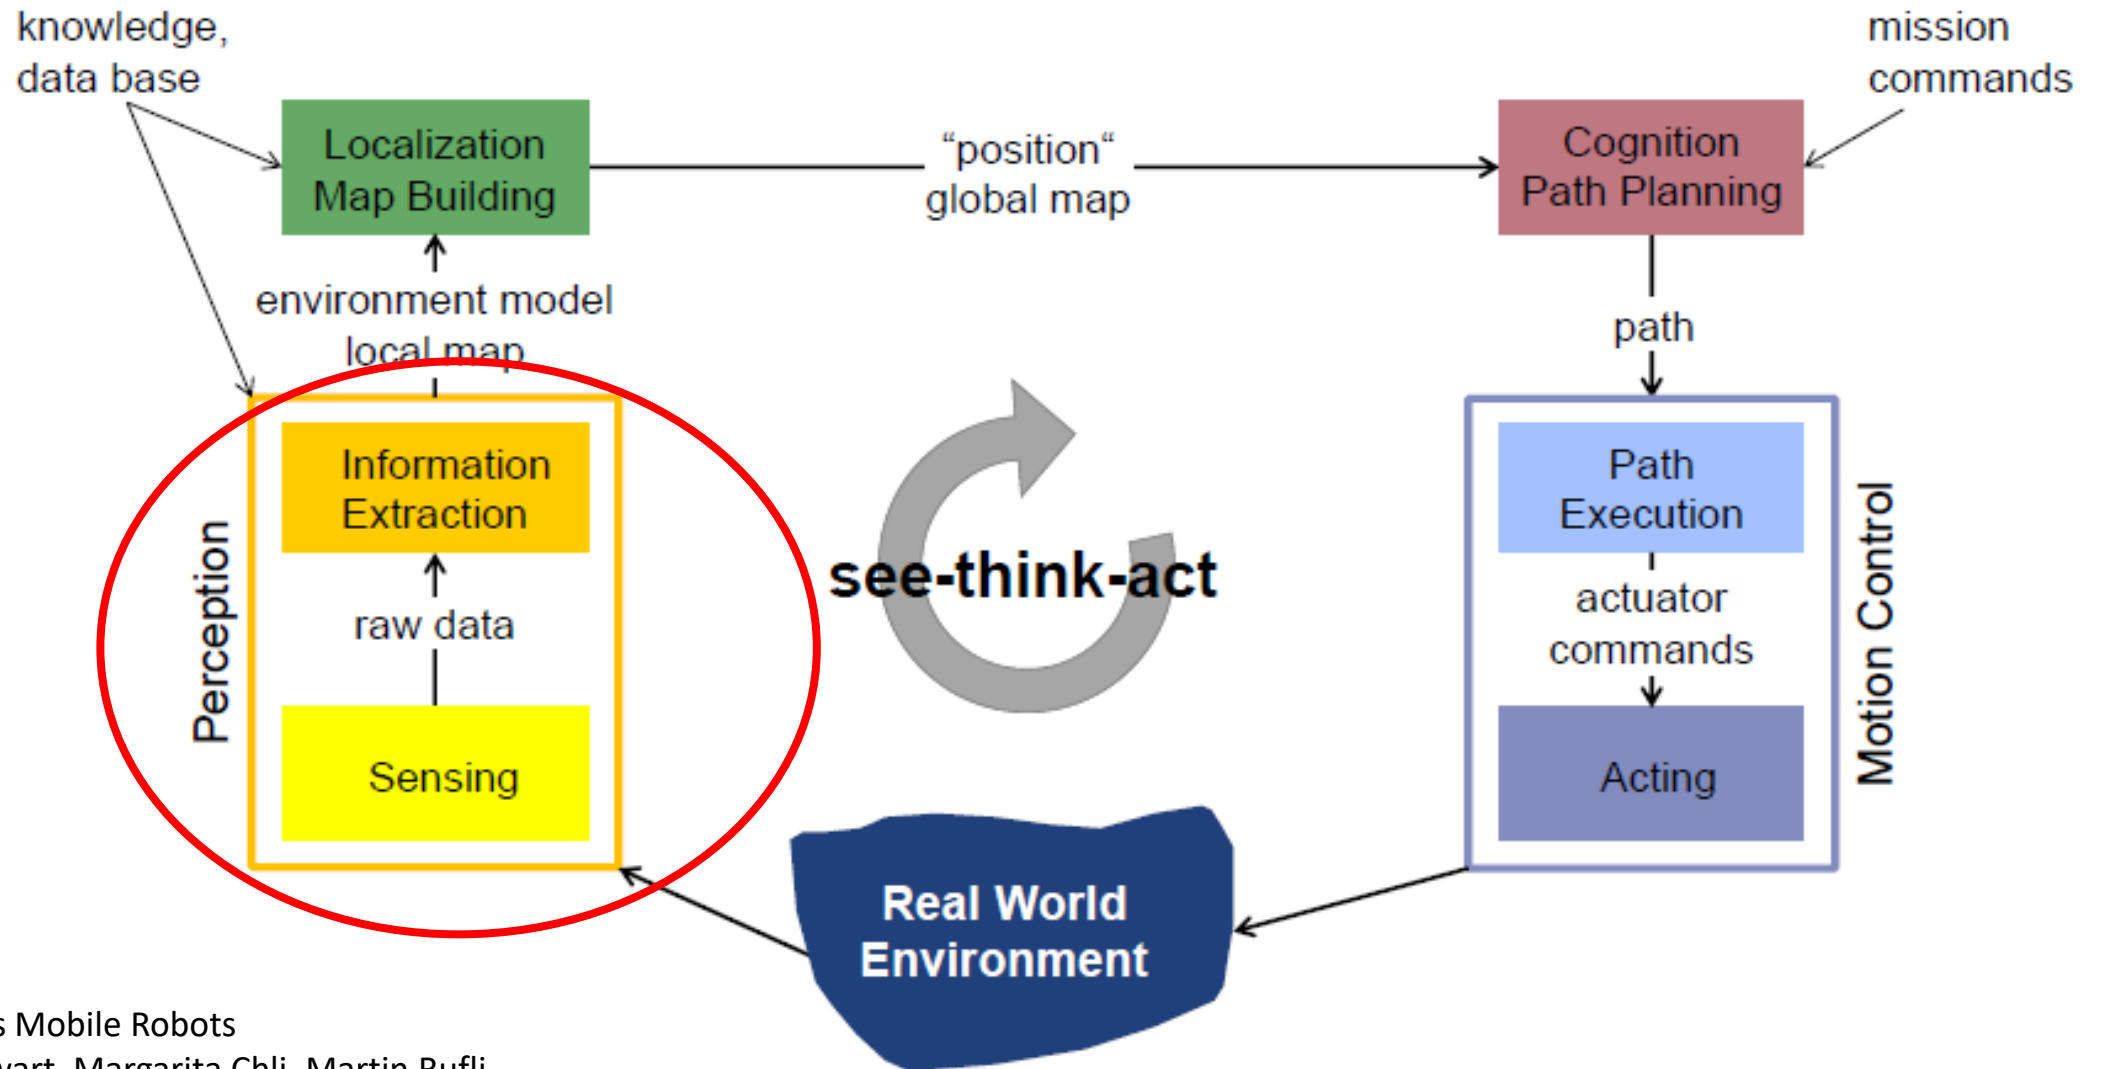 knowledge,
data base
mission
commands
Localization
Map Building
“position“
global map
Cognition
Path Planning
environment model
local map
path
Perception
Information
Extraction
raw data
Sensing
see-think-act
Path
Execution
actuator
commands
Acting
Motion Control
Real World
Environment
s Mobile Robots
Margarita Chli, Martin Rufli